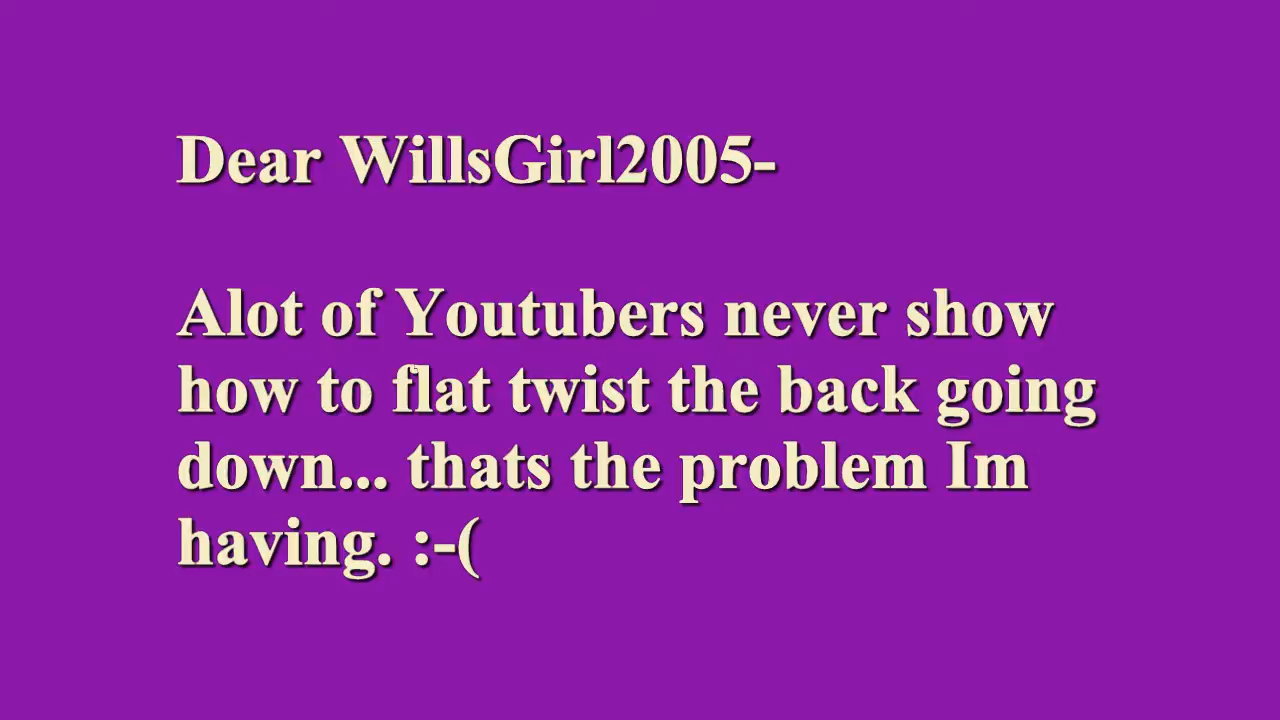 Dear WillsGirl2005-
Alot of Youtubers never show
how to flat twist the back going
down... thats the problem Im
having. :-(